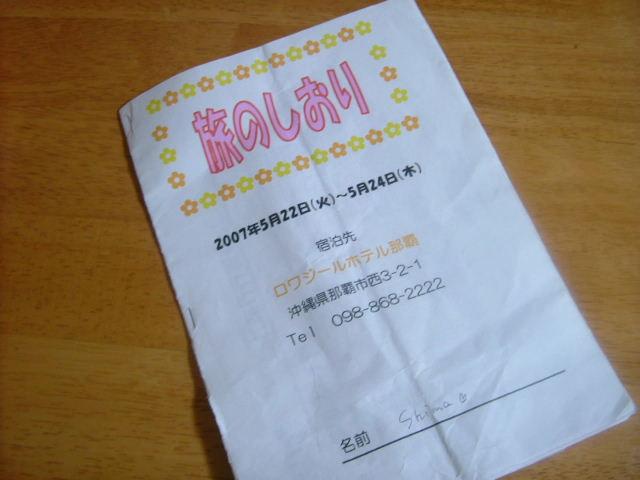 旅のしおり
2007年5月22日(火)～5月24日(木)
宿泊先
ロワジールホテル那覇
沖縄県那覇市西3-2-1
Tel 098-868-2222
名前 Shima